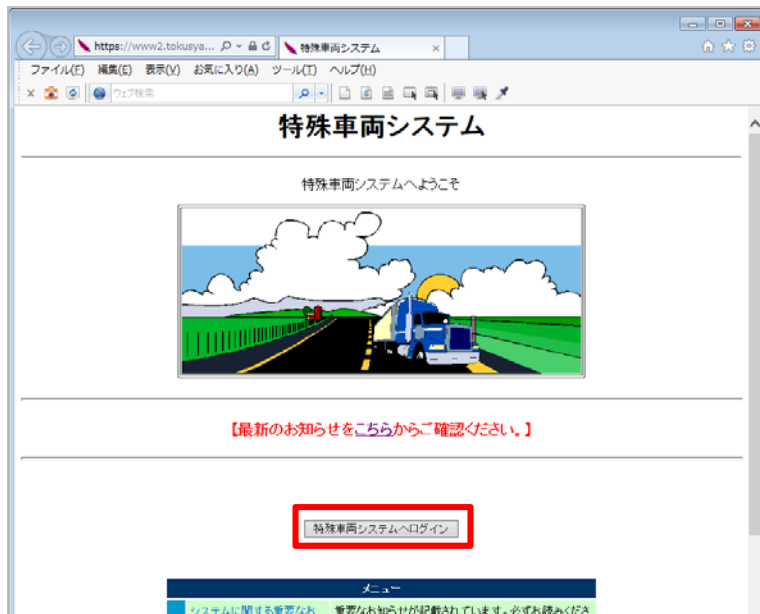 https://www2.tokusya... 特殊車両システム
ファイル(F) 編集(E) 表示(V) お気に入り(A) ツール(T) ヘルプ(H)
ウェブ検索
特殊車両システム
特殊車両システムへようこそ
【最新のお知らせをこちらからご確認ください。】
特殊車両システムへログイン
メニュー
システムに関する重要なお 重要なお知らせが記載されています。必ずお読みくださ